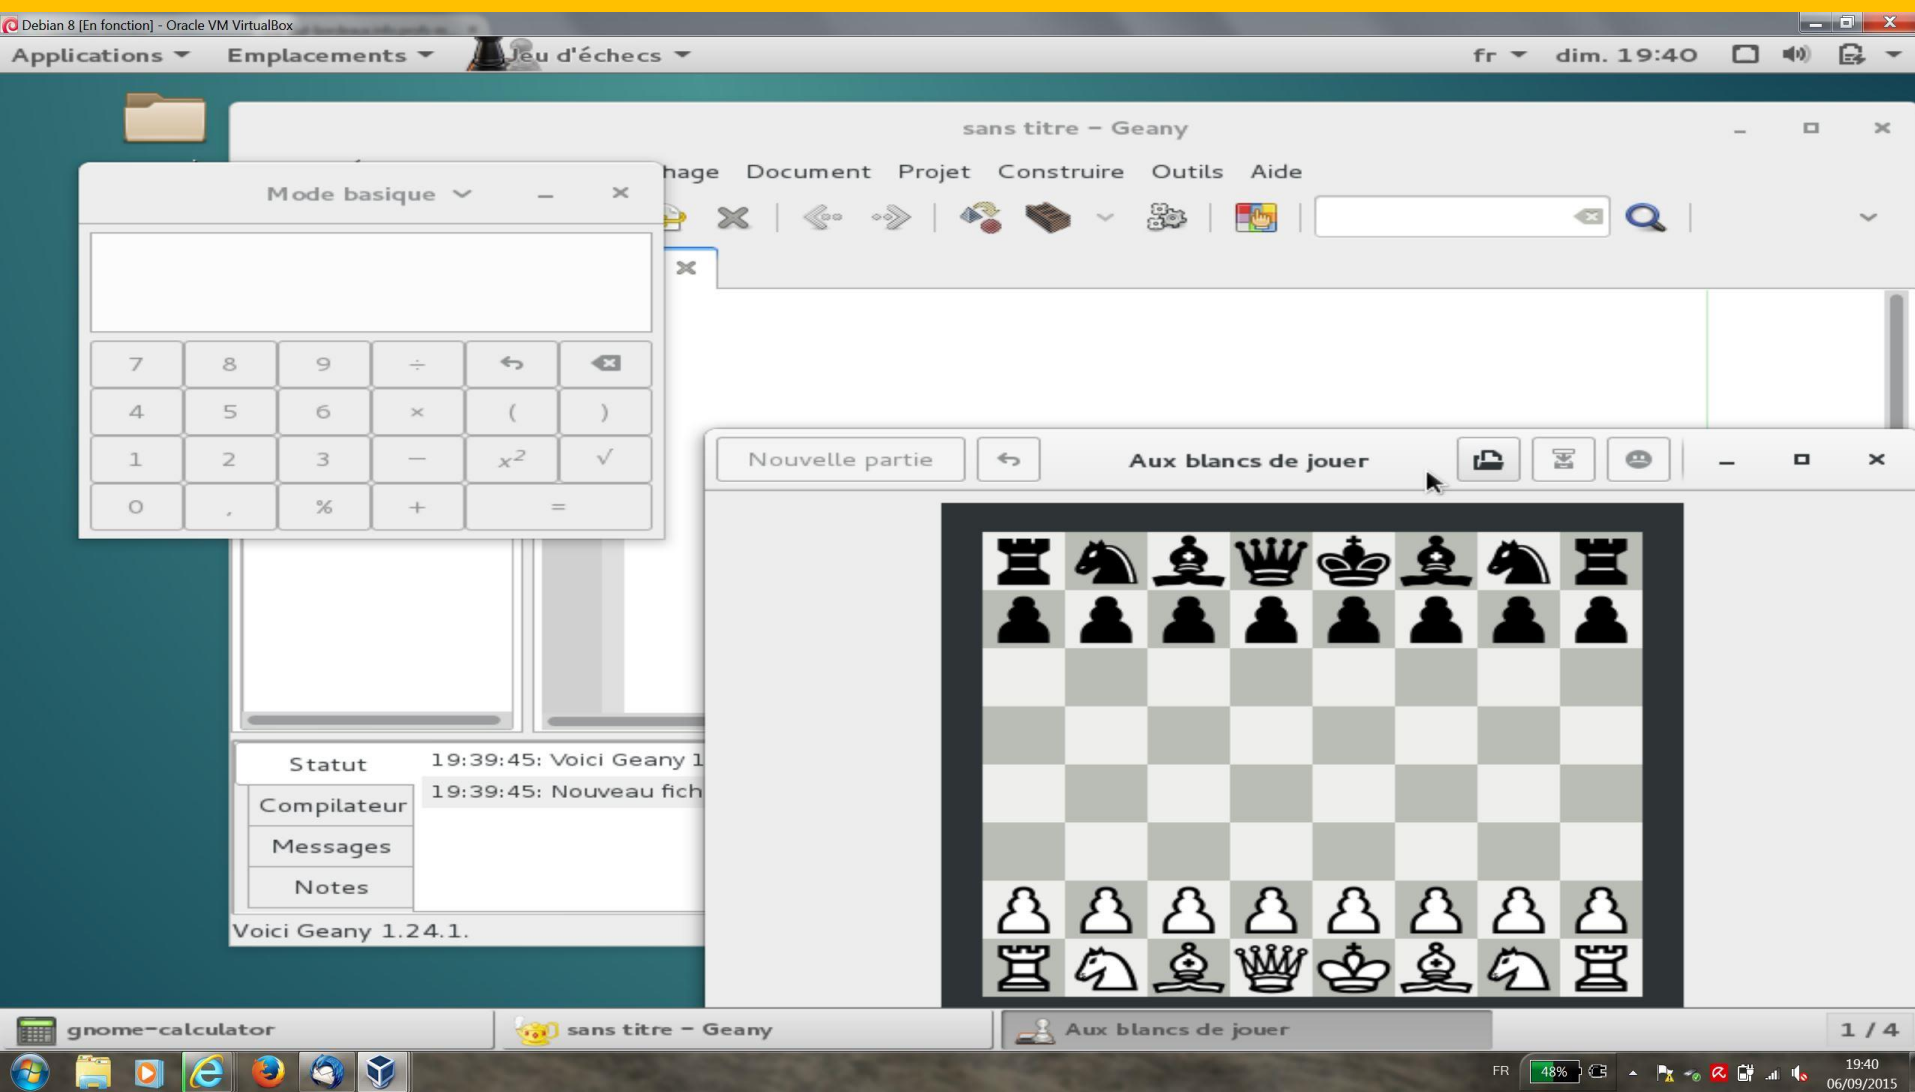 Debian 8 [En fonction] - Oracle VM VirtualBox
Applications Emplacements Jeu d'échecs fr dim. 19:40
sans titre - Geany
hage Document Projet Construire Outils Aide
Mode basique
7 8 9 ÷
4 5 6 × ( )
1 2 3 − x² √
0 , % + =
Nouvelle partie Aux blancs de jouer
Statut
Compilateur
Messages
Notes
19:39:45: Voici Geany 1
19:39:45: Nouveau fich
Voici Geany 1.24.1.
gnome-calculator sans titre - Geany Aux blancs de jouer 1 / 4
FR 48% 19:40
06/09/2015